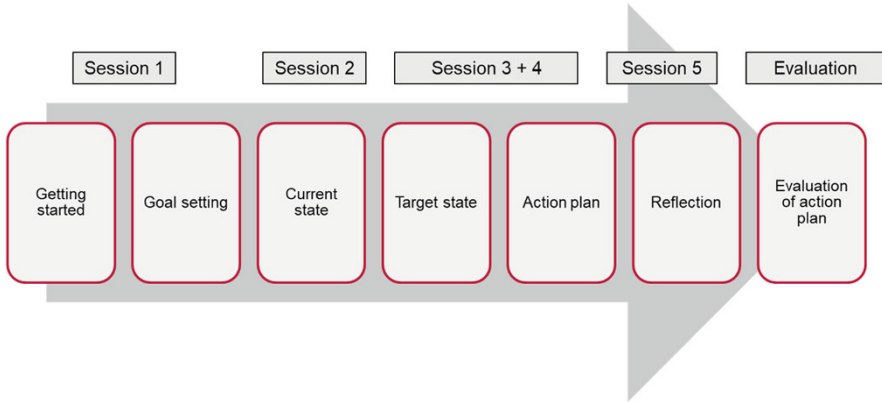 Session 1
Session 2
Session 3 + 4
Session 5
Evaluation
Getting
started
Goal setting
Current
state
Target state
Action plan
Reflection
Evaluation
of action
plan